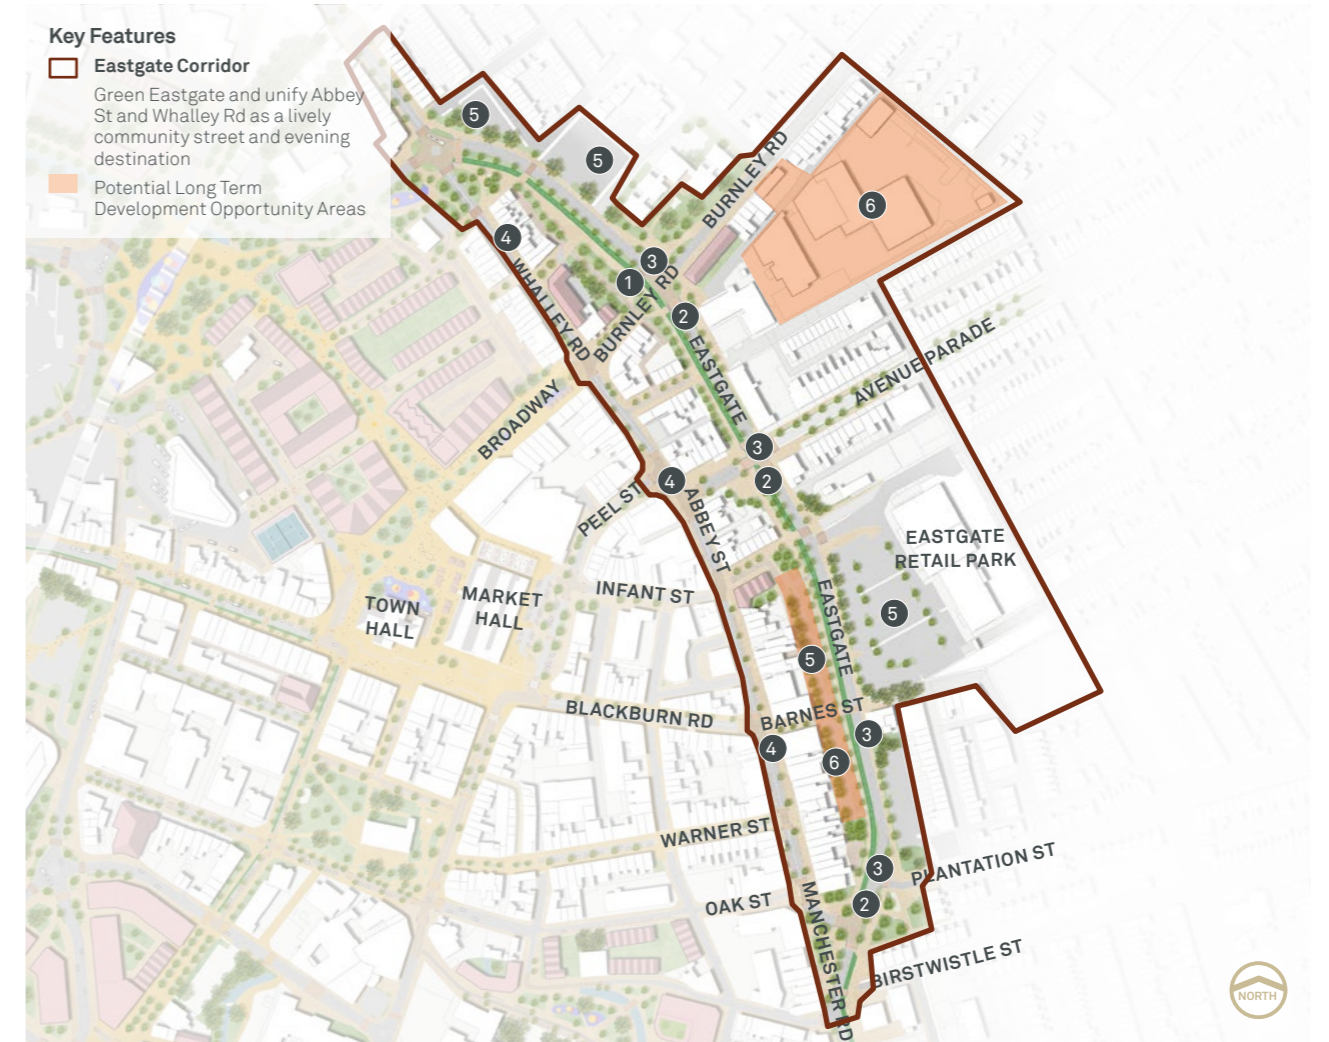 Key Features
Eastgate Corridor
Green Eastgate and unify Abbey
St and Whalley Rd as a lively
community street and evening
destination
Potential Long Term
Development Opportunity Areas
5
5
BURNLEY RD
6
4
3
1
WHALLEY RD
BURNLEY RD
2
EASTGATE
AVENUE PARADE
BROADWAY
3
4
2
PEEL ST
ABBEY ST
EASTGATE
RETAIL PARK
INFANT ST
MARKET
HALL
TOWN
HALL
EASTGATE
5
5
BLACKBURN RD
BARNES ST
3
4
6
WARNER ST
3
PLANTATION ST
OAK ST
2
MANCHESTER RD
BIRSTWISTLE ST
NORTH